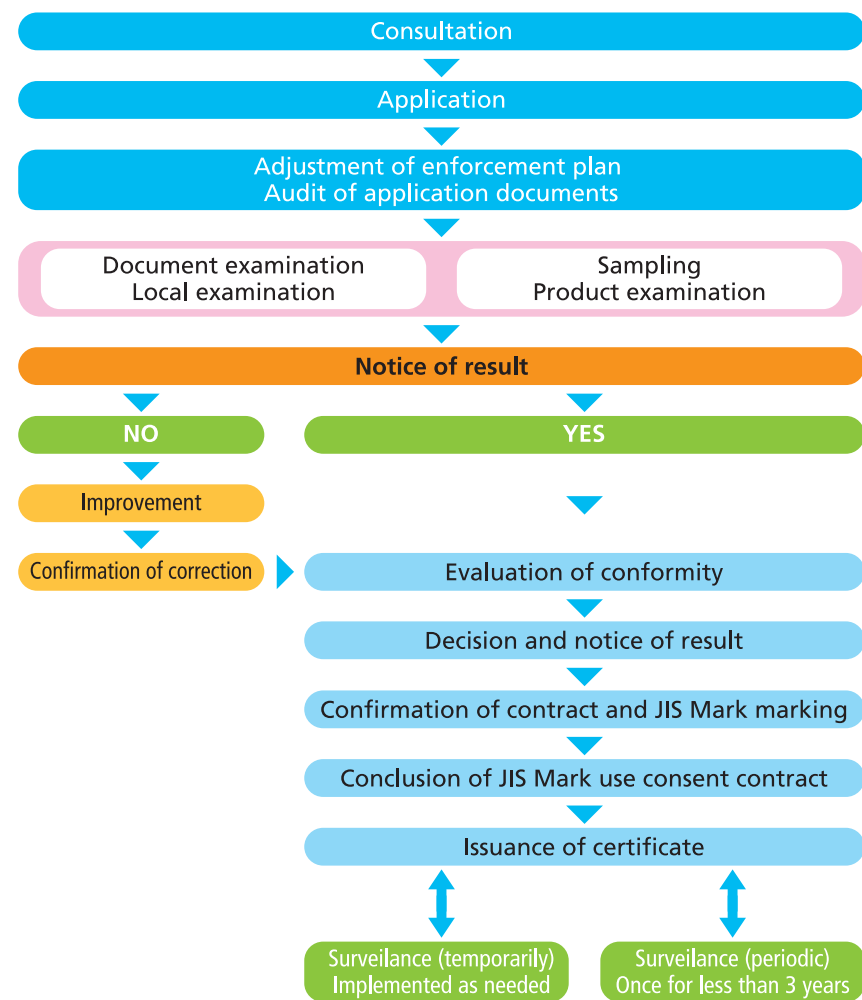 Consultation
Application
Adjustment of enforcement plan
Audit of application documents
Document examination
Local examination
Sampling
Product examination
Notice of result
NO
YES
Improvement
Confirmation of correction
Evaluation of conformity
Decision and notice of result
Confirmation of contract and JIS Mark marking
Conclusion of JIS Mark use consent contract
Issuance of certificate
Surveilance (temporarily)
Implemented as needed
Surveilance (periodic)
Once for less than 3 years